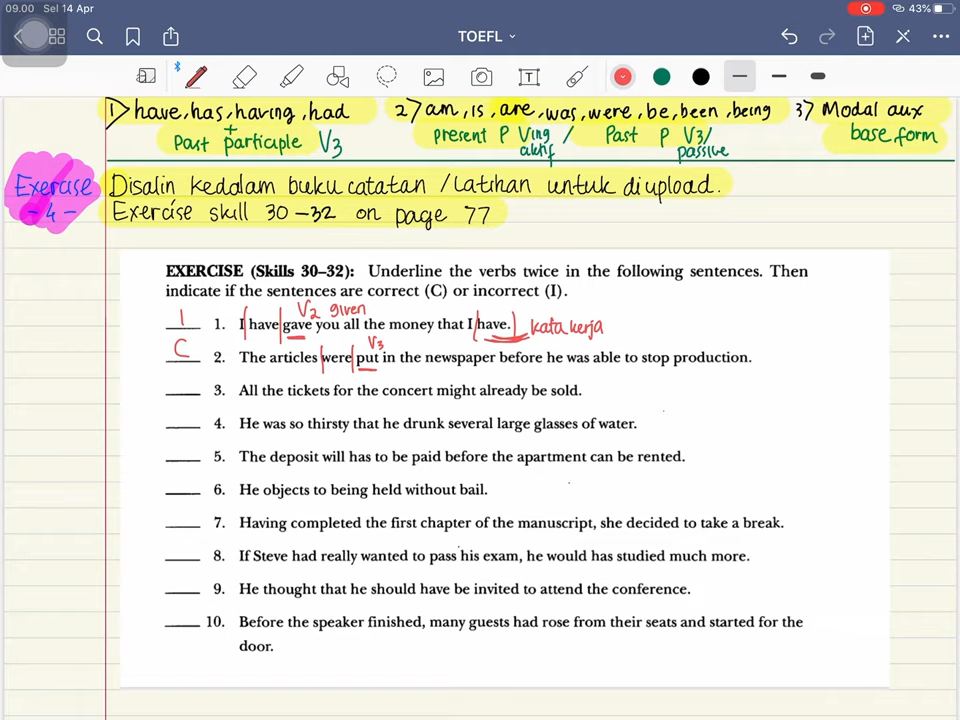 09.00 Sel 14 Apr
43%
TOEFL
1) have, has, having, had 2) am, is, are, was, were, be, been, being 3) Modal aux
+
Past participle V3 present P Ving / Past P V3/ base form
aktif passive
Exercise Disalin kedalam buku catatan / latihan untuk diupload.
-4- Exercise skill 30-32 on page 77
EXERCISE (Skills 30–32): Underline the verbs twice in the following sentences. Then
indicate if the sentences are correct (C) or incorrect (I).
V2 given
I 1. I have gave you all the money that I have. kata kerja
V3
C 2. The articles were put in the newspaper before he was able to stop production.
3. All the tickets for the concert might already be sold.
4. He was so thirsty that he drunk several large glasses of water.
5. The deposit will has to be paid before the apartment can be rented.
6. He objects to being held without bail.
7. Having completed the first chapter of the manuscript, she decided to take a break.
8. If Steve had really wanted to pass his exam, he would has studied much more.
9. He thought that he should have be invited to attend the conference.
10. Before the speaker finished, many guests had rose from their seats and started for the
door.